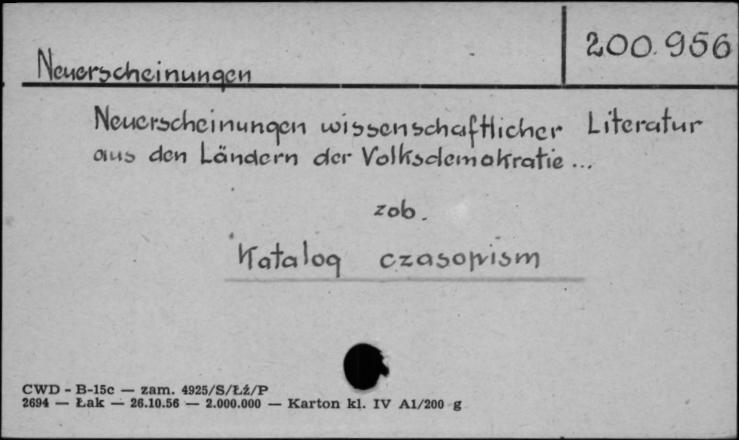 Neuerscheinungen
200.956
Neuerscheinungen wissenschaftlicher Literatur
aus den Ländern der Volksdemokratie...
zob.
Katalog czasopism
CWD - B-15c — zam. 4925/S/Łź/P
2694 — Łak — 26.10.56 — 2.000.000 — Karton kl. IV A1/200 g